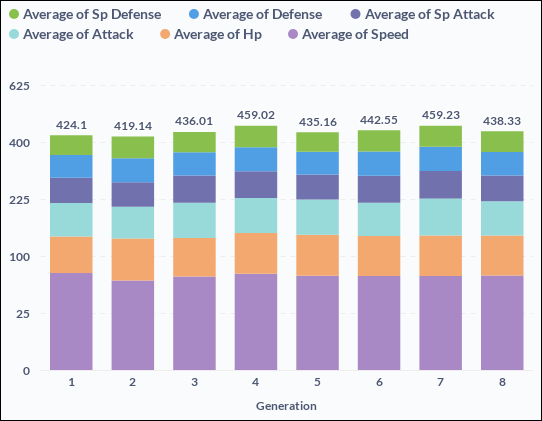 Average of Sp Defense Average of Defense Average of Sp Attack
Average of Attack Average of Hp Average of Speed
625
424.1 419.14 436.01 459.02 435.16 442.55 459.23 438.33
400
225
100
25
0
1 2 3 4 5 6 7 8
Generation